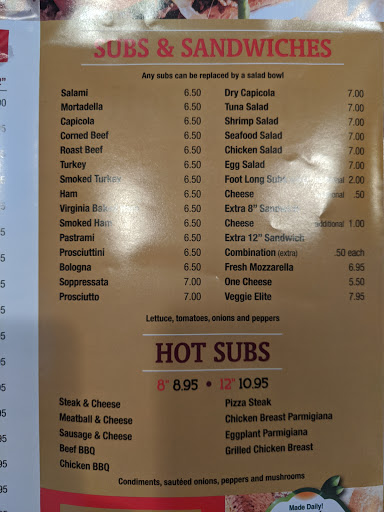 SUBS & SANDWICHES
Any subs can be replaced by a salad bowl
Salami 6.50
Mortadella 6.50
Capicola 6.50
Corned Beef 6.50
Roast Beef 6.50
Turkey 6.50
Smoked Turkey 6.50
Ham 6.50
Virginia 6.50
Smoked Ham 6.50
Pastrami 6.50
Prosciuttini 6.50
Bologna 6.50
Soppressata 7.00
Prosciutto 7.00
Dry Capicola 7.00
Tuna Salad 7.00
Shrimp Salad 7.00
Seafood Salad 7.00
Chicken Salad 7.00
Egg Salad 7.00
Foot Long Subs 2.00
Cheese .50
Extra 8" Sandwich
Cheese additional 1.00
Extra 12" Sandwich
Combination (extra) .50 each
Fresh Mozzarella 6.95
One Cheese 5.50
Veggie Elite 7.95
Lettuce, tomatoes, onions and peppers
HOT SUBS
8" 8.95 • 12" 10.95
Steak & Cheese
Meatball & Cheese
Sausage & Cheese
Beef BBQ
Chicken BBQ
Pizza Steak
Chicken Breast Parmigiana
Eggplant Parmigiana
Grilled Chicken Breast
Condiments, sautéed onions, peppers and mushrooms
Made Daily!